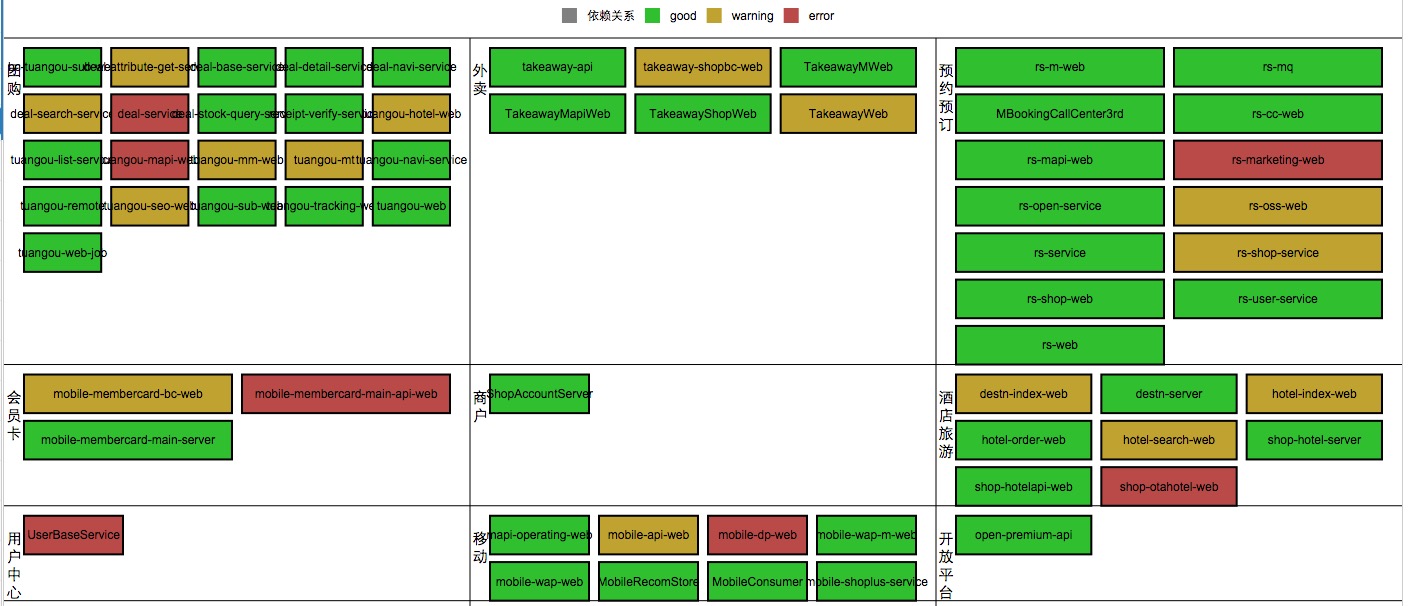 依赖关系 good warning error
团购
deal-base-service deal-detail-service deal-navi-service
deal-search-service deal-service deal-stock-query-service receipt-verify-service tuangou-hotel-web
tuangou-list-service tuangou-mapi-web tuangou-mm-web tuangou-mtt tuangou-navi-service
tuangou-remote tuangou-seo-web tuangou-sub-web tuangou-tracking-web tuangou-web
tuangou-web-job
外卖
takeaway-api takeaway-shopbc-web TakeawayMWeb
TakeawayMapiWeb TakeawayShopWeb TakeawayWeb
预约预订
rs-m-web rs-mq
MBookingCallCenter3rd rs-cc-web
rs-mapi-web rs-marketing-web
rs-open-service rs-oss-web
rs-service rs-shop-service
rs-shop-web rs-user-service
rs-web
会员卡
mobile-membercard-bc-web mobile-membercard-main-api-web
mobile-membercard-main-server
商户
ShopAccountServer
酒店旅游
destn-index-web destn-server hotel-index-web
hotel-order-web hotel-search-web shop-hotel-server
shop-hotelapi-web shop-otahotel-web
用户中心
UserBaseService
移动
mapi-operating-web mobile-api-web mobile-dp-web mobile-wap-m-web
mobile-wap-web MobileRecomStore MobileConsumer mobile-shoplus-service
开放平台
open-premium-api